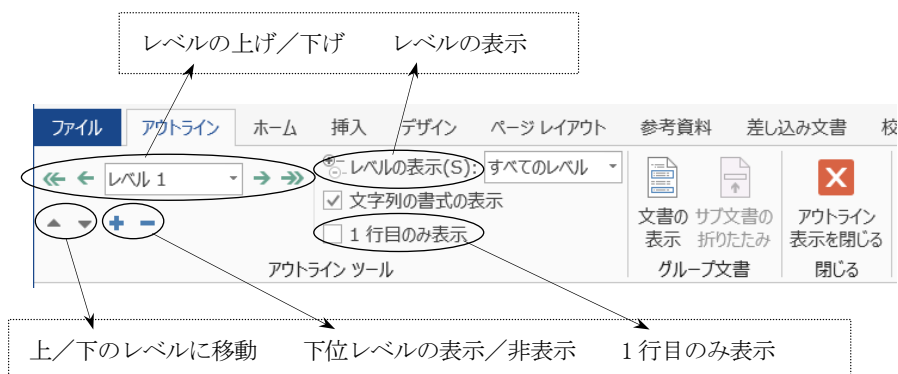 レベルの上げ／下げ レベルの表示
ファイル アウトライン ホーム 挿入 デザイン ページ レイアウト 参考資料 差し込み文書 校
レベル 1 レベルの表示(S): すべてのレベル
文字列の書式の表示
1 行目のみ表示
アウトライン ツール
文書の表示
サブ文書の折りたたみ
グループ文書
アウトライン表示を閉じる
閉じる
上／下のレベルに移動 下位レベルの表示／非表示 1 行目のみ表示